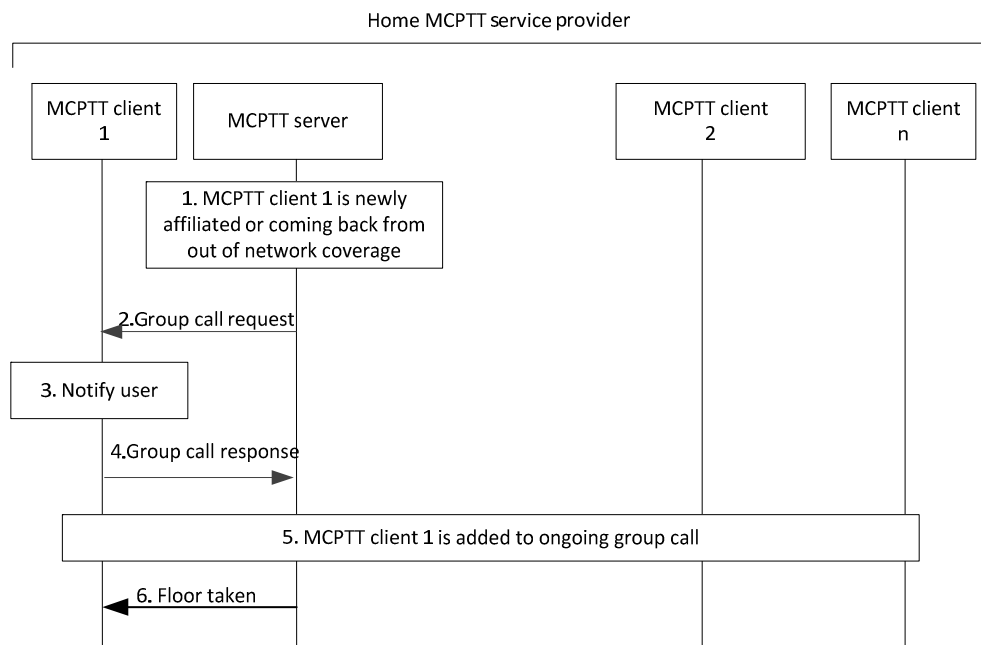 Home MCPTT service provider
MCPTT client
1
MCPTT server
MCPTT client
2
MCPTT client
n
1. MCPTT client 1 is newly
affiliated or coming back from
out of network coverage
2.Group call request
3. Notify user
4.Group call response
5. MCPTT client 1 is added to ongoing group call
6. Floor taken